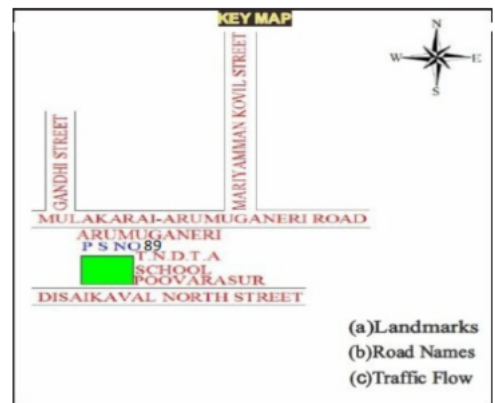 KEY MAP
N
W E
S
GANDHI STREET
MARIYAMMAN KOVIL STREET
MULAKARAI-ARUMUGANERI ROAD
ARUMUGANERI
P S NO 89
T.N.D.T.A
SCHOOL
POOVARASUR
DISAIKAVAL NORTH STREET
(a)Landmarks
(b)Road Names
(c)Traffic Flow